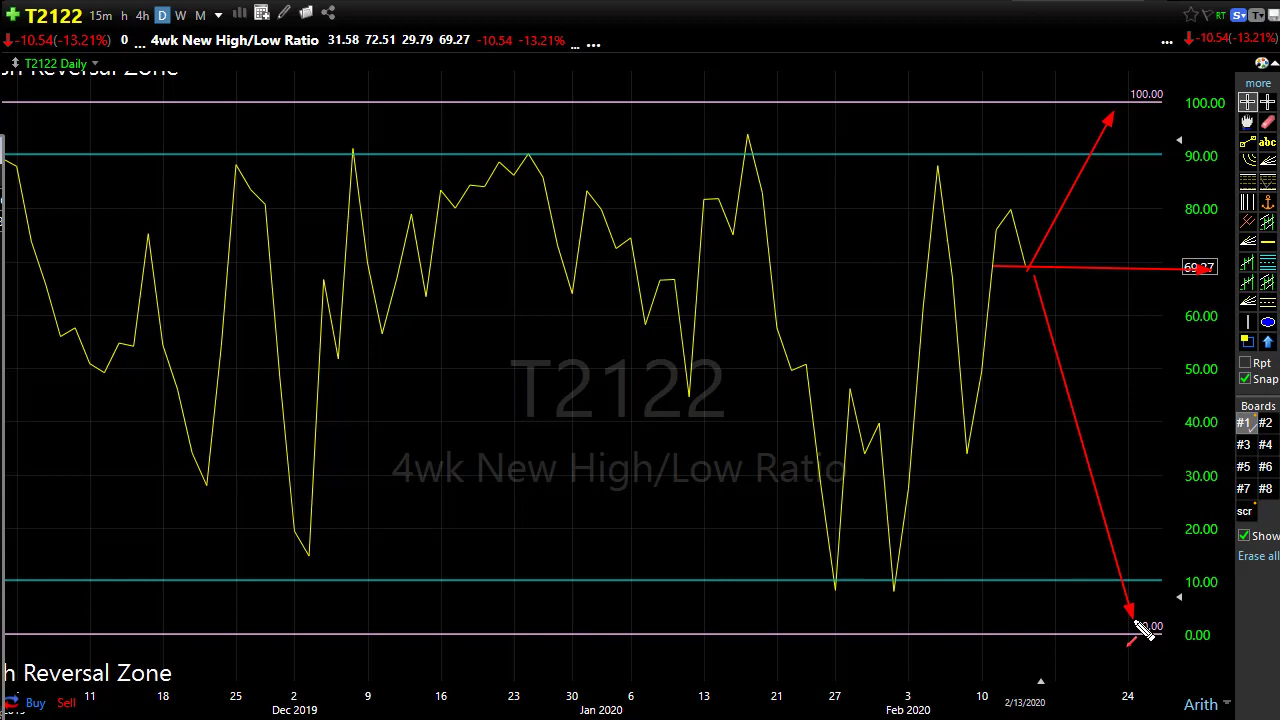 T2122 15m h 4h D W M RT S T
-10.54(-13.21%) 0 ... 4wk New High/Low Ratio 31.58 72.51 29.79 69.27 -10.54 -13.21% ... ... ... -10.54(-13.21%)
T2122 Daily
Reversal Zone
more
100.00 100.00
abc
90.00
80.00
69.27
60.00
Rpt
50.00
Snap
T2122
Boards
40.00
#1 #2
#3 #4
4wk New High/Low Ratio
30.00
#5 #6
#7 #8
scr
20.00
Show
Erase all
10.00
0.00
h Reversal Zone
11 18 25 2 9 16 23 30 6 13 21 27 3 10 24
Buy Sell
Dec 2019 Jan 2020 Feb 2020 2/13/2020
Arith